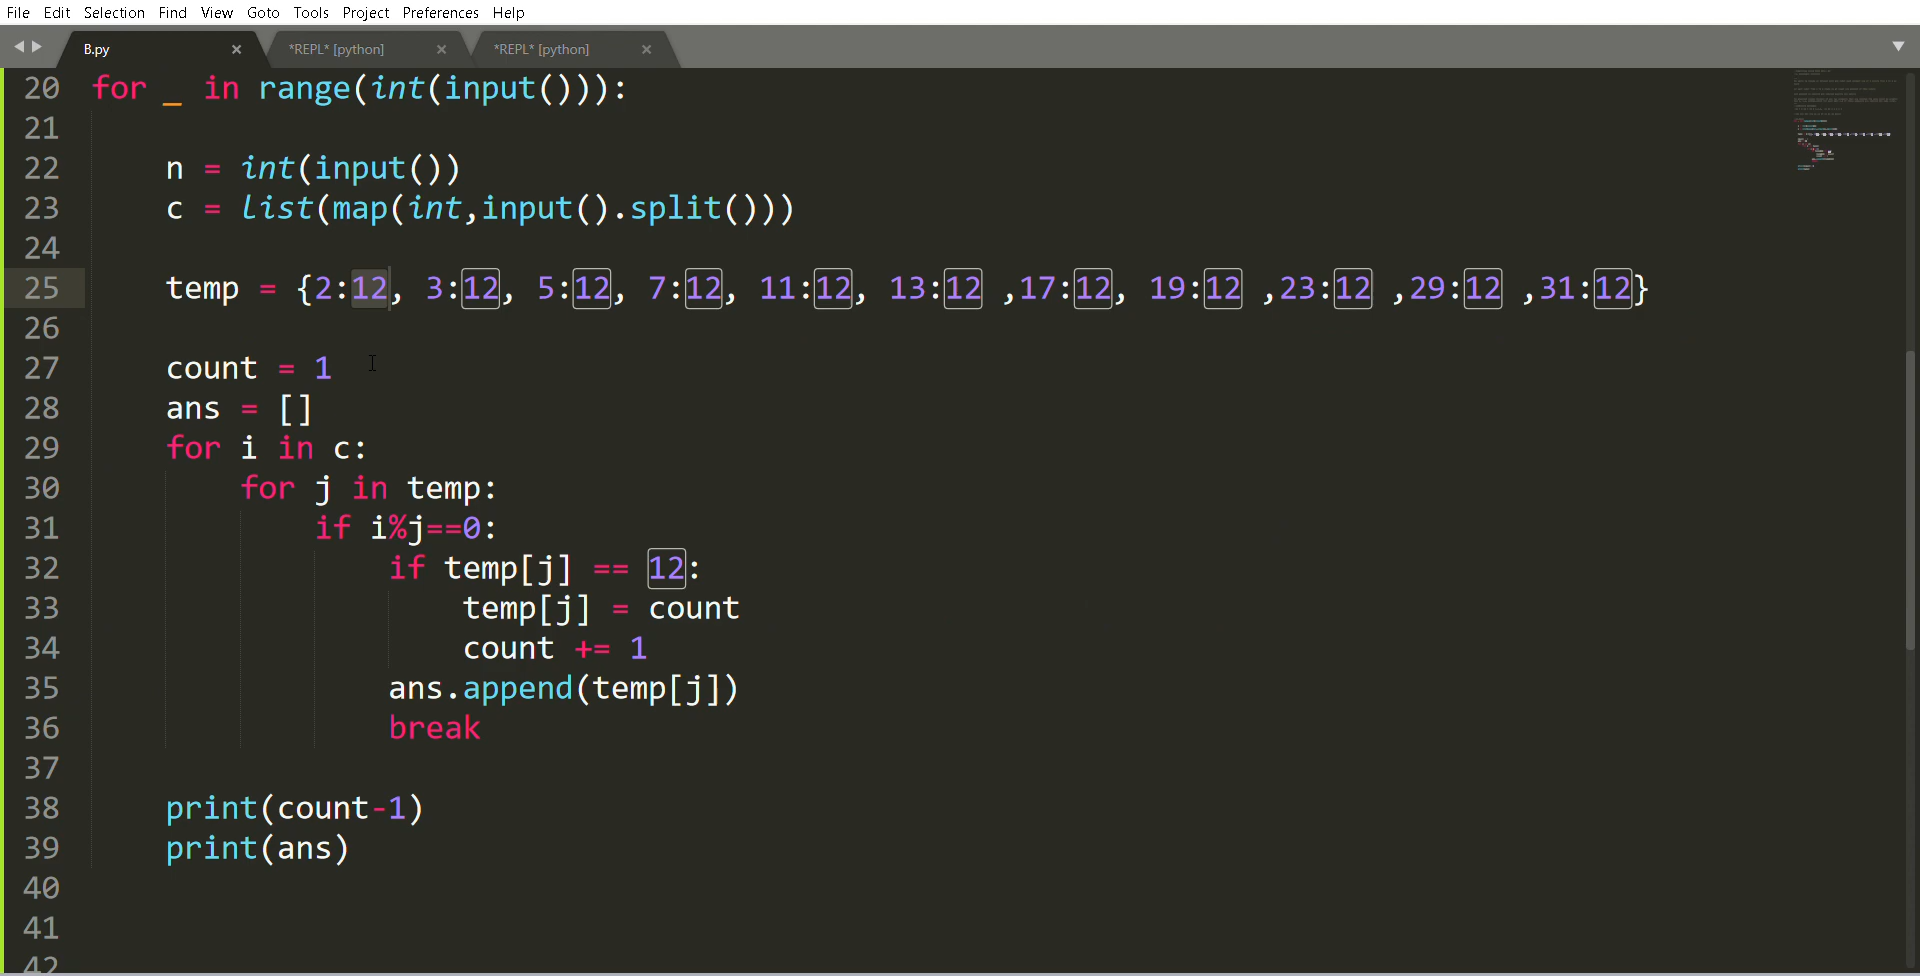 File Edit Selection Find View Goto Tools Project Preferences Help
B.py × *REPL* [python] × *REPL* [python] ×
20 for _ in range(int(input())):
21
22 n = int(input())
23 c = list(map(int,input().split()))
24
25 temp = {2:12, 3:12, 5:12, 7:12, 11:12, 13:12 ,17:12, 19:12 ,23:12 ,29:12 ,31:12}
26
27 count = 1
28 ans = []
29 for i in c:
30 for j in temp:
31 if i%j==0:
32 if temp[j] == 12:
33 temp[j] = count
34 count += 1
35 ans.append(temp[j])
36 break
37
38 print(count-1)
39 print(ans)
40
41
42